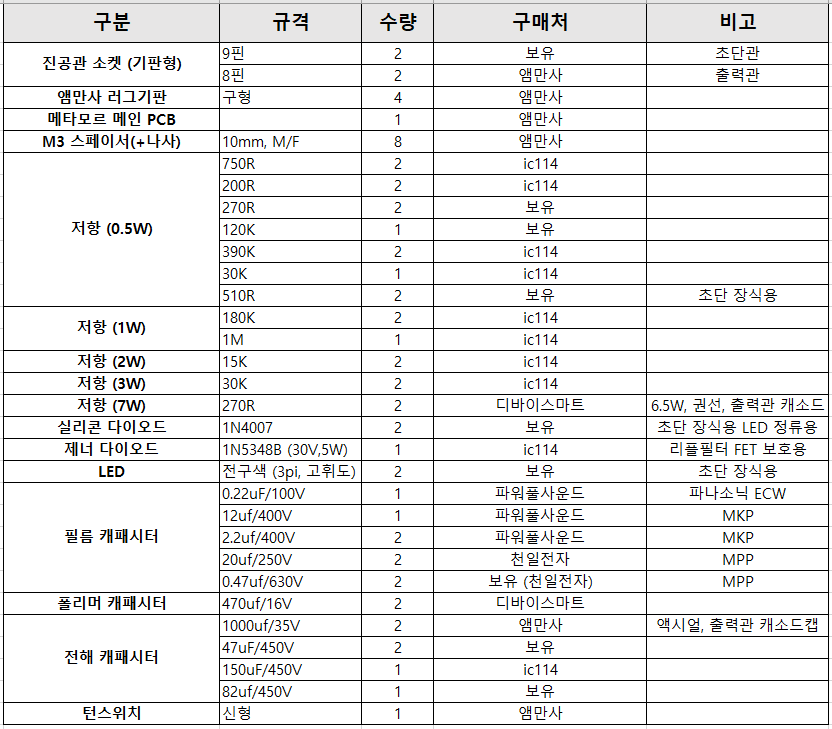 구분 규격 수량 구매처 비고
진공관 소켓 (기판형) 9핀 2 보유 초단관
8핀 2 앰만사 출력관
앰만사 러그기판 구형 4 앰만사
메타모르 메인 PCB 1 앰만사
M3 스페이서(+나사) 10mm, M/F 8 앰만사
저항 (0.5W) 750R 2 ic114
200R 2 ic114
270R 2 보유
120K 1 보유
390K 2 ic114
30K 1 ic114
510R 2 보유 초단 장식용
저항 (1W) 180K 2 ic114
1M 1 ic114
저항 (2W) 15K 2 ic114
저항 (3W) 30K 2 ic114
저항 (7W) 270R 2 디바이스마트 6.5W, 권선, 출력관 캐소드
실리콘 다이오드 1N4007 2 보유 초단 장식용 LED 정류용
제너 다이오드 1N5348B (30V,5W) 1 ic114 리플필터 FET 보호용
LED 전구색 (3pi, 고휘도) 2 보유 초단 장식용
필름 캐패시터 0.22uF/100V 1 파워풀사운드 파나소닉 ECW
12uf/400V 1 파워풀사운드 MKP
2.2uf/400V 2 파워풀사운드 MKP
20uf/250V 2 천일전자 MPP
0.47uf/630V 2 보유 (천일전자) MPP
폴리머 캐패시터 470uf/16V 2 디바이스마트
전해 캐패시터 1000uf/35V 2 앰만사 액시얼, 출력관 캐소드캡
47uF/450V 2 보유
150uF/450V 1 ic114
82uf/450V 1 보유
턴스위치 신형 1 앰만사